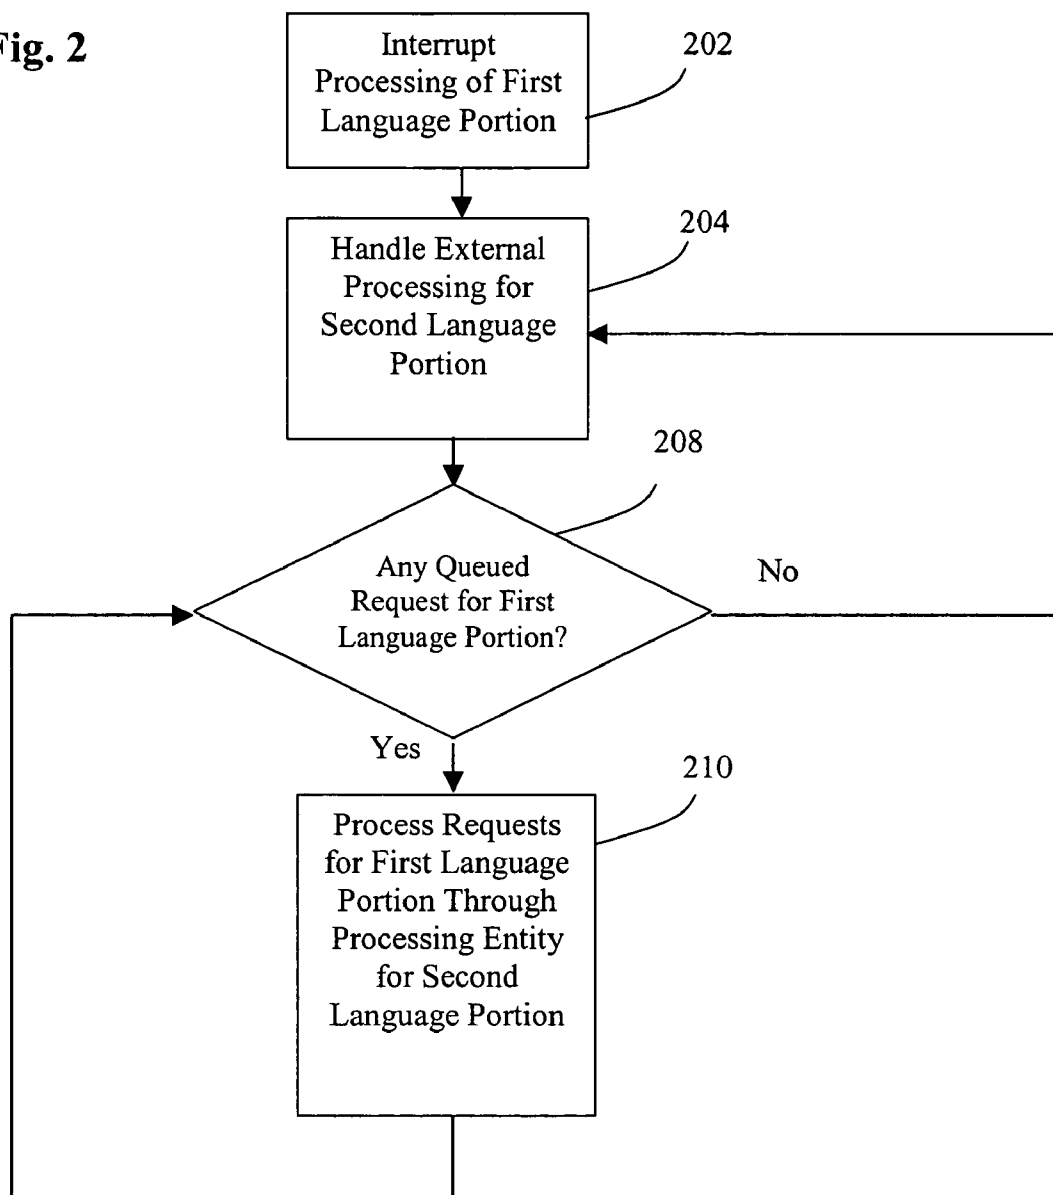 Fig. 2
Interrupt
Processing of First
Language Portion
202
Handle External
Processing for
Second Language
Portion
204
208
Any Queued
Request for First
Language Portion?
No
Yes
210
Process Requests
for First Language
Portion Through
Processing Entity
for Second
Language Portion